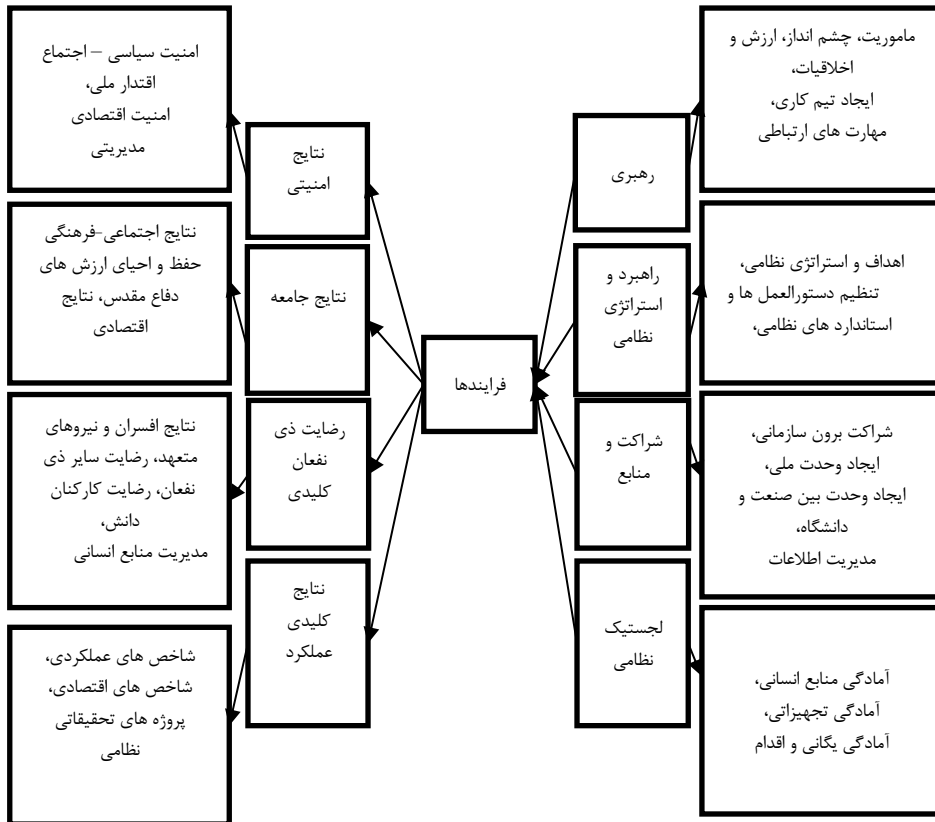 ماموریت، چشم انداز، ارزش و
اخلاقیات،
ایجاد تیم کاری،
مهارت های ارتباطی
اهداف و استراتژی نظامی،
تنظیم دستورالعمل ها و
استاندارد های نظامی،
شراکت برون سازمانی،
ایجاد وحدت ملی،
ایجاد وحدت بین صنعت و
دانشگاه،
مدیریت اطلاعات
آمادگی منابع انسانی،
آمادگی تجهیزاتی،
آمادگی یگانی و اقدام
رهبری
راهبرد و
استراتژی
نظامی
شراکت و
منابع
لجستیک
نظامی
فرایندها
نتایج
امنیتی
نتایج جامعه
رضایت ذی
نفعان
کلیدی
نتایج
کلیدی
عملکرد
امنیت سیاسی – اجتماع
اقتدار ملی،
امنیت اقتصادی
مدیریتی
نتایج اجتماعی-فرهنگی
حفظ و احیای ارزش های
دفاع مقدس، نتایج
اقتصادی
نتایج افسران و نیروهای
متعهد، رضایت سایر ذی
نفعان، رضایت کارکنان
دانش،
مدیریت منابع انسانی
شاخص های عملکردی،
شاخص های اقتصادی،
پروژه های تحقیقاتی
نظامی